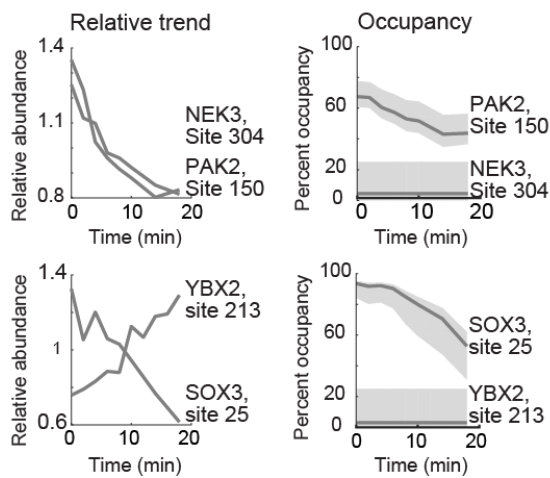 Relative trend
Occupancy
Relative abundance
1.4
1.1
0.8
0
10
20
Time (min)
NEK3,
Site 304
PAK2,
Site 150
Percent occupancy
100
60
20
0
0
10
20
Time (min)
PAK2,
Site 150
NEK3,
Site 304
Relative abundance
1.4
1
0.6
0
10
20
Time (min)
YBX2,
site 213
SOX3,
site 25
Percent occupancy
100
60
20
0
0
10
20
Time (min)
SOX3,
site 25
YBX2,
site 213